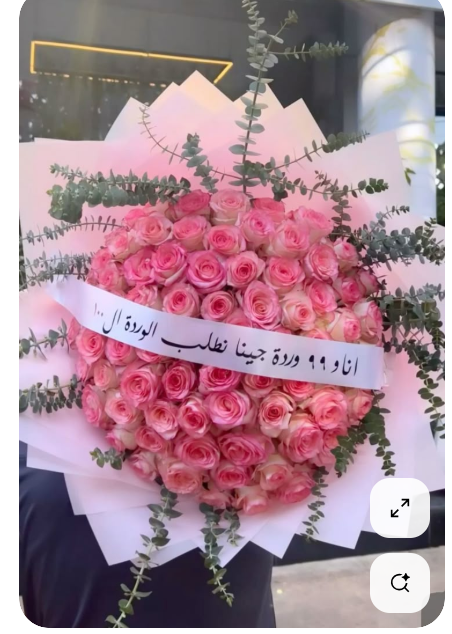 انا و ٩٩ وردة جينا نطلب الوردة ال ١٠٠